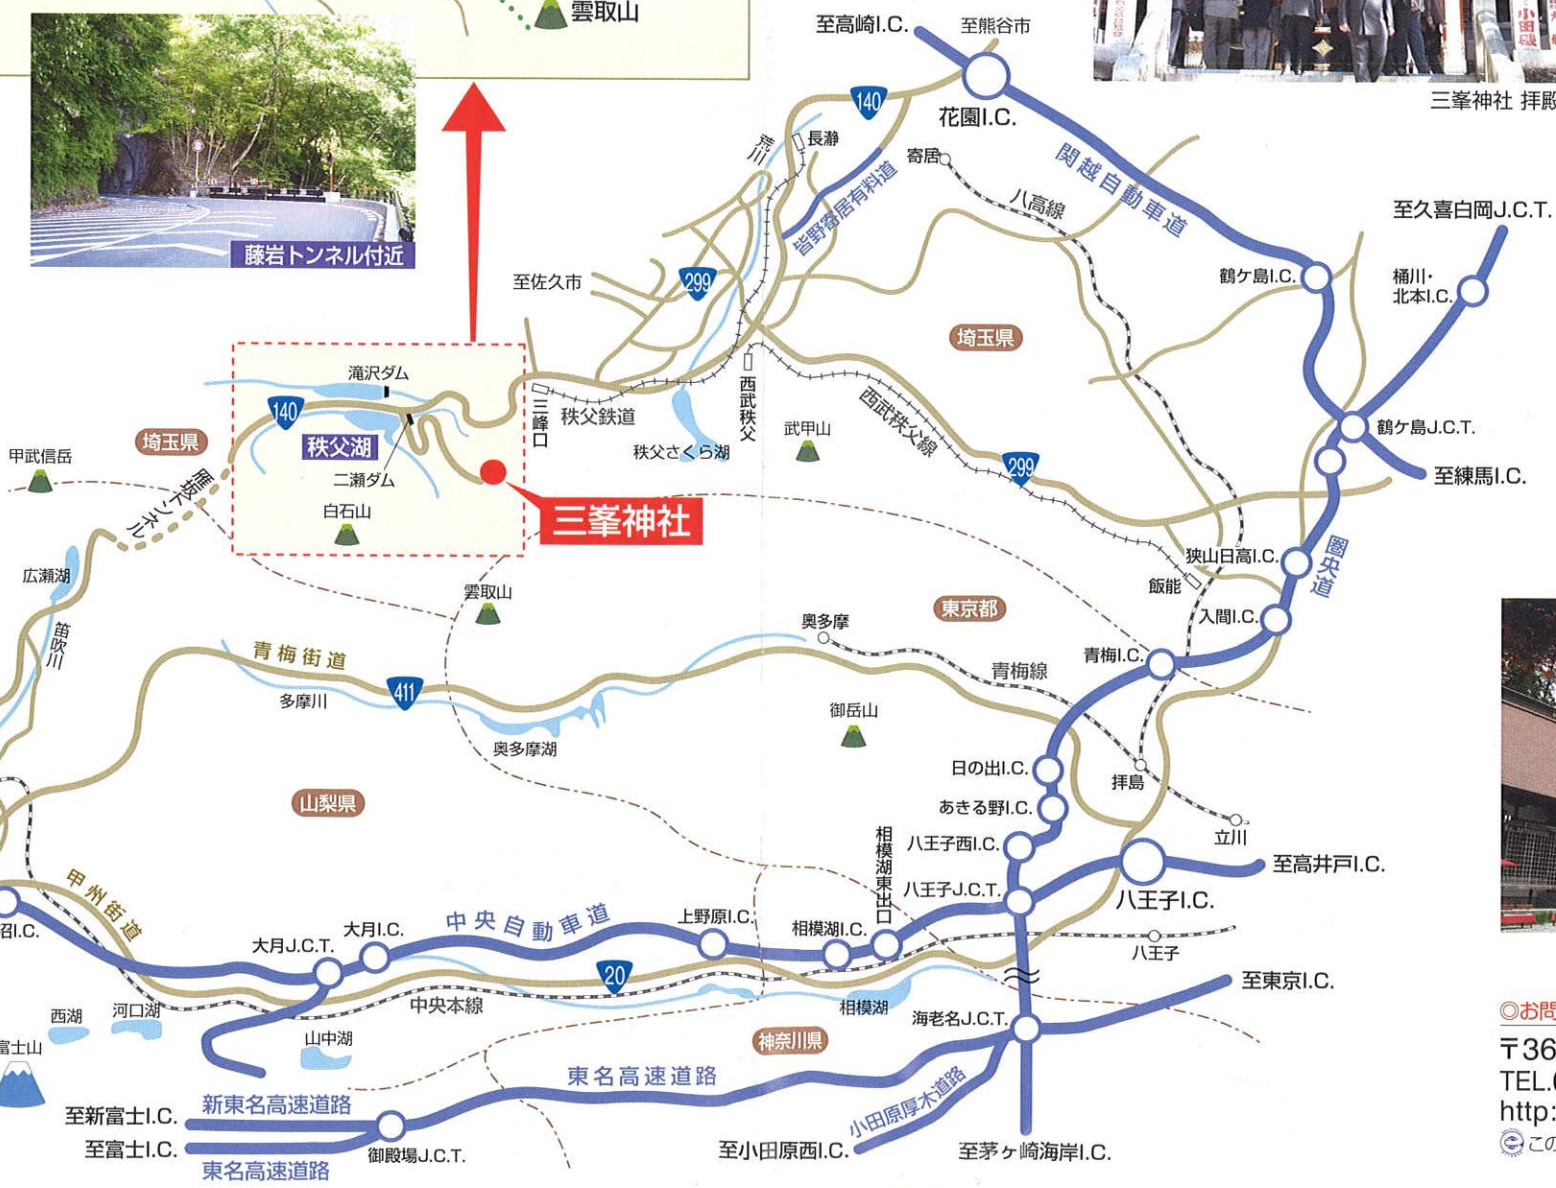 雲取山
藤岩トンネル付近
至高崎I.C.
至熊谷市
140
花園I.C.
三峯神社 拝殿
小田磯
長瀞
荒川
皆野寄居有料道
寄居
八高線
関越自動車道
至久喜白岡J.C.T.
鶴ケ島I.C.
桶川・
北本I.C.
至佐久市
299
埼玉県
滝沢ダム
140
秩父湖
二瀬ダム
白石山
三峰口
秩父鉄道
西武秩父
秩父さくら湖
武甲山
西武秩父線
299
鶴ケ島J.C.T.
至練馬I.C.
埼玉県
甲武信岳
雁坂トンネル
三峯神社
狭山日高I.C.
圏央道
飯能
入間I.C.
広瀬湖
笛吹川
雲取山
東京都
奥多摩
青梅I.C.
青梅街道
411
多摩川
奥多摩湖
青梅線
御岳山
日の出I.C.
拝島
あきる野I.C.
立川
山梨県
八王子西I.C.
相模湖東出口
八王子J.C.T.
至高井戸I.C.
八王子I.C.
甲州街道
沼I.C.
大月J.C.T.
大月I.C.
中央自動車道
上野原I.C.
相模湖I.C.
八王子
20
中央本線
相模湖
至東京I.C.
西湖
河口湖
山中湖
富士山
神奈川県
海老名J.C.T.
東名高速道路
小田原厚木道路
至新富士I.C.
新東名高速道路
至富士I.C.
東名高速道路
御殿場J.C.T.
至小田原西I.C.
至茅ヶ崎海岸I.C.
◎お問
〒36
TEL.
http:
この